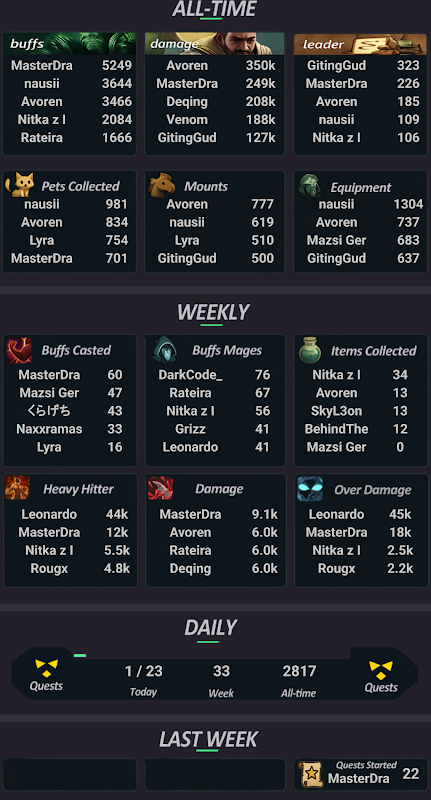 ALL-TIME
buffs
MasterDra 5249
nausii 3644
Avoren 3466
Nitka z l 2084
Rateira 1666
damage
Avoren 350k
MasterDra 249k
Deqing 208k
Venom 188k
GitingGud 127k
leader
GitingGud 323
MasterDra 226
Avoren 185
nausii 109
Nitka z l 106
Pets Collected
nausii 981
Avoren 834
Lyra 754
MasterDra 701
Mounts
Avoren 777
nausii 619
Lyra 510
GitingGud 500
Equipment
nausii 1304
Avoren 737
Mazsi Ger 683
GitingGud 637
WEEKLY
Buffs Casted
MasterDra 60
Mazsi Ger 47
くらげち 43
Naxxramas 33
Lyra 16
Buffs Mages
DarkCode_ 76
Rateira 67
Nitka z l 56
Grizz 41
Leonardo 41
Items Collected
Nitka z l 34
Avoren 13
SkyL3on 13
BehindThe 12
Mazsi Ger 0
Heavy Hitter
Leonardo 44k
MasterDra 12k
Nitka z l 5.5k
Rougx 4.8k
Damage
MasterDra 9.1k
Avoren 6.0k
Rateira 6.0k
Deqing 6.0k
Over Damage
Leonardo 45k
MasterDra 18k
Nitka z l 2.5k
Rougx 2.2k
DAILY
Quests
1 / 23 33 2817
Today Week All-time
Quests
LAST WEEK
Quests Started
MasterDra 22